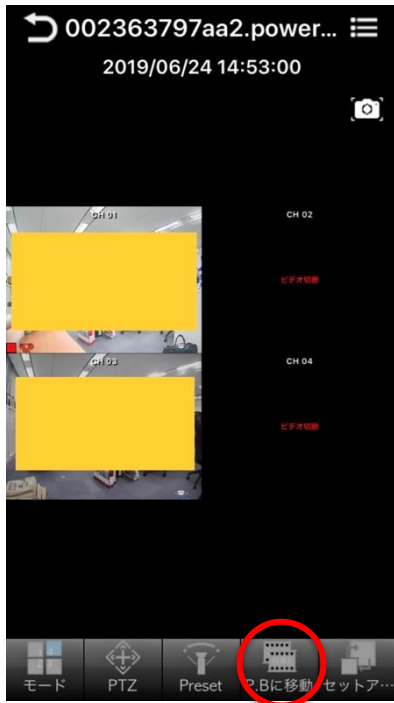 002363797aa2.power...
2019/06/24 14:53:00
CH 01
CH 02
ビデオ切断
CH 03
CH 04
ビデオ切断
モード
PTZ
Preset
P.Bに移動
セットア…